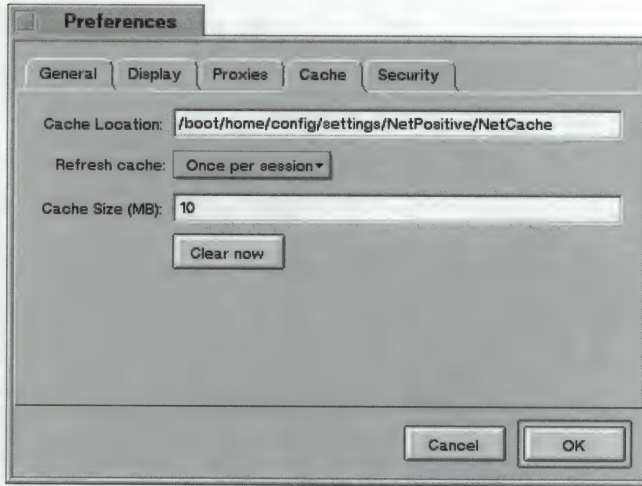 Preferences
General Display Proxies Cache Security
Cache Location: /boot/home/config/settings/NetPositive/NetCache
Refresh cache: Once per session
Cache Size (MB): 10
Clear now
Cancel OK